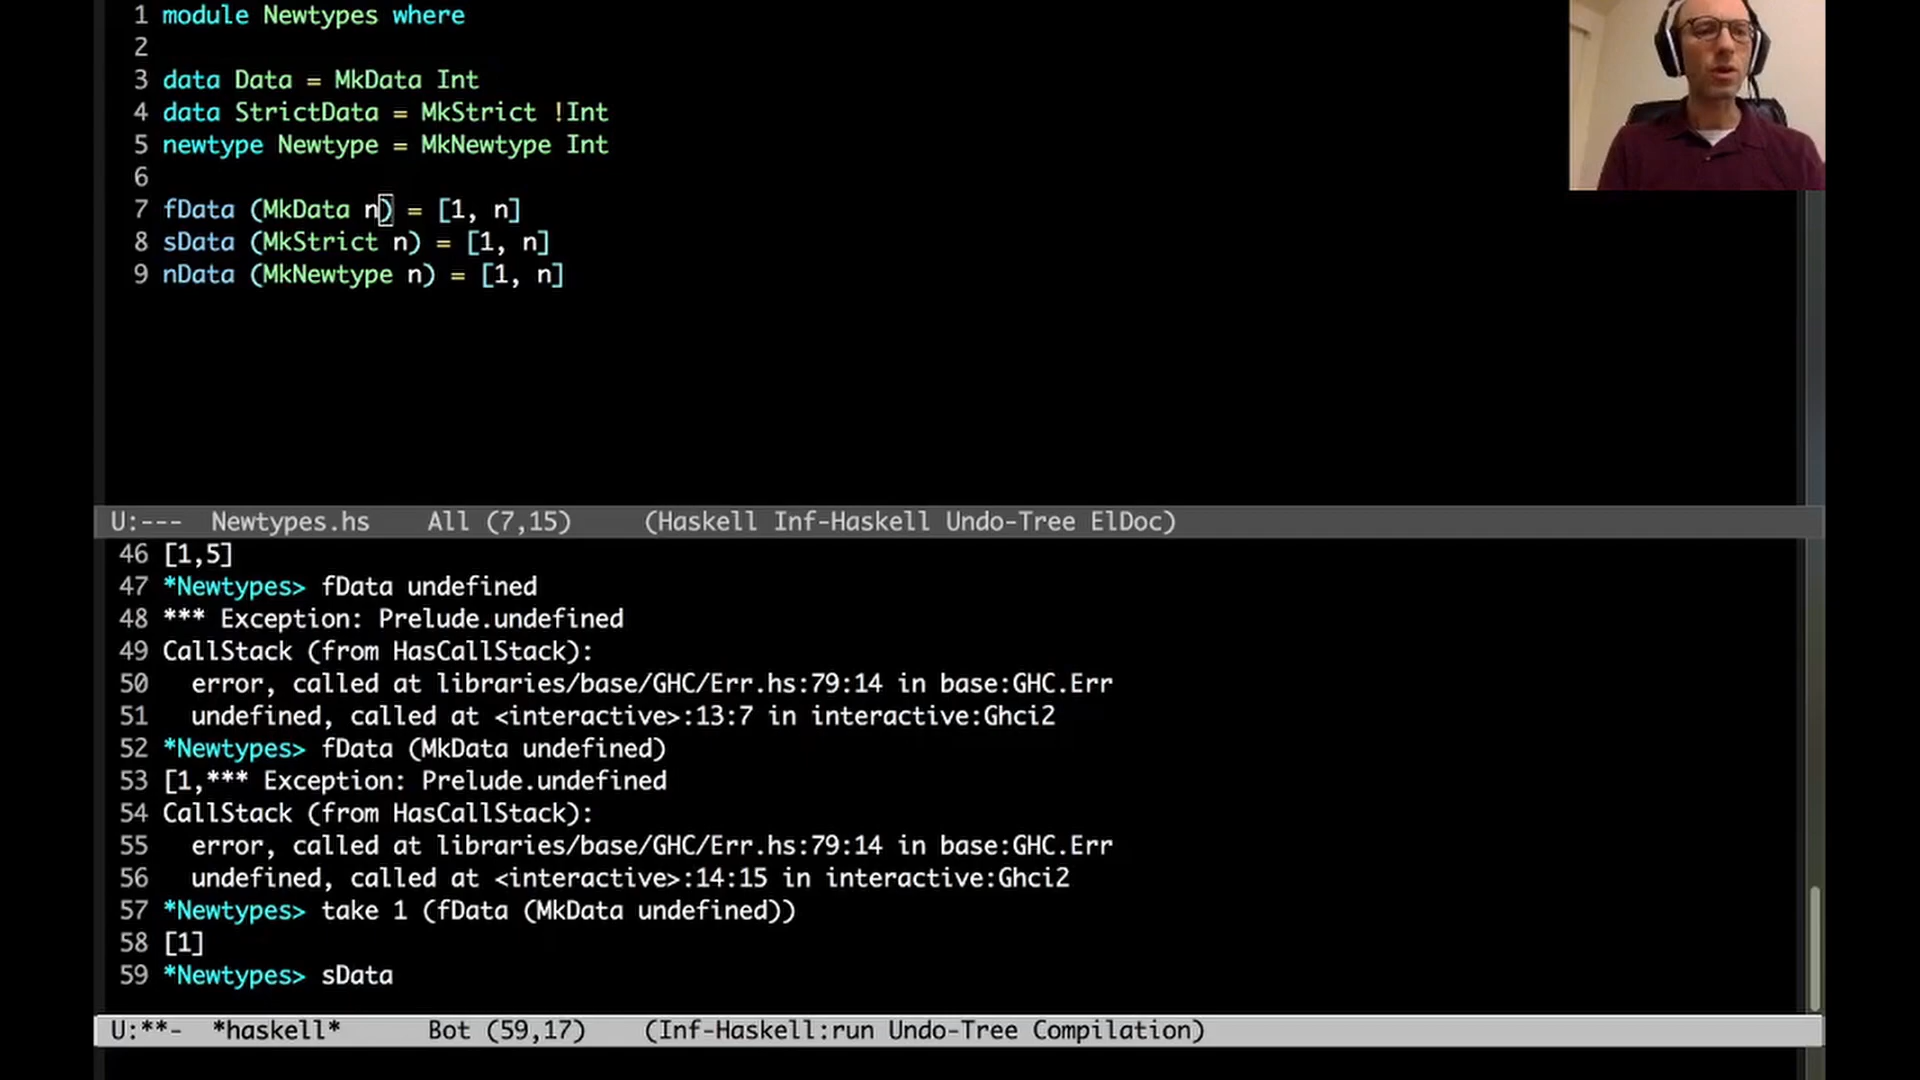 1 module Newtypes where
2
3 data Data = MkData Int
4 data StrictData = MkStrict !Int
5 newtype Newtype = MkNewtype Int
6
7 fData (MkData n) = [1, n]
8 sData (MkStrict n) = [1, n]
9 nData (MkNewtype n) = [1, n]
U:--- Newtypes.hs All (7,15) (Haskell Inf-Haskell Undo-Tree ElDoc)
46 [1,5]
47 *Newtypes> fData undefined
48 *** Exception: Prelude.undefined
49 CallStack (from HasCallStack):
50 error, called at libraries/base/GHC/Err.hs:79:14 in base:GHC.Err
51 undefined, called at <interactive>:13:7 in interactive:Ghci2
52 *Newtypes> fData (MkData undefined)
53 [1,*** Exception: Prelude.undefined
54 CallStack (from HasCallStack):
55 error, called at libraries/base/GHC/Err.hs:79:14 in base:GHC.Err
56 undefined, called at <interactive>:14:15 in interactive:Ghci2
57 *Newtypes> take 1 (fData (MkData undefined))
58 [1]
59 *Newtypes> sData
U:**- *haskell* Bot (59,17) (Inf-Haskell:run Undo-Tree Compilation)